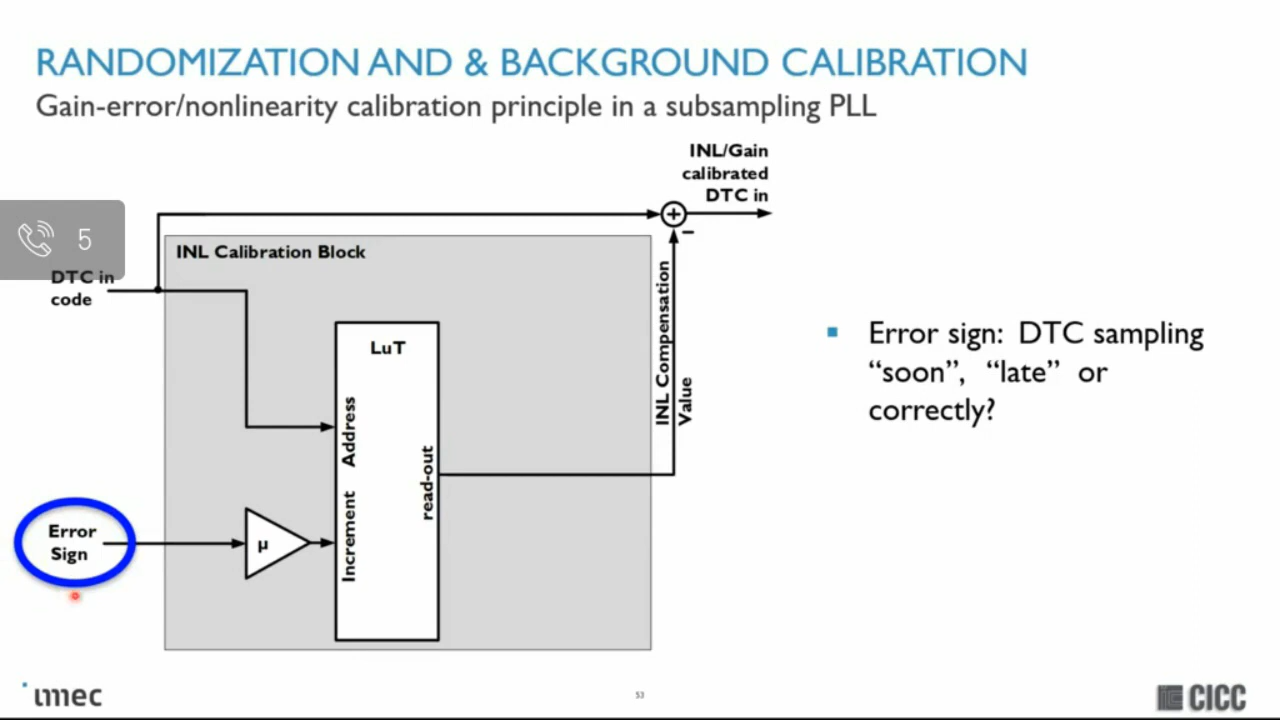 RANDOMIZATION AND & BACKGROUND CALIBRATION
Gain-error/nonlinearity calibration principle in a subsampling PLL
INL/Gain
calibrated
DTC in
+
−
5
INL Calibration Block
DTC in
code
LuT
Address
Increment
read-out
INL Compensation
Value
Error
Sign
μ
▪ Error sign: DTC sampling
“soon”, “late” or
correctly?
imec
53
CICC